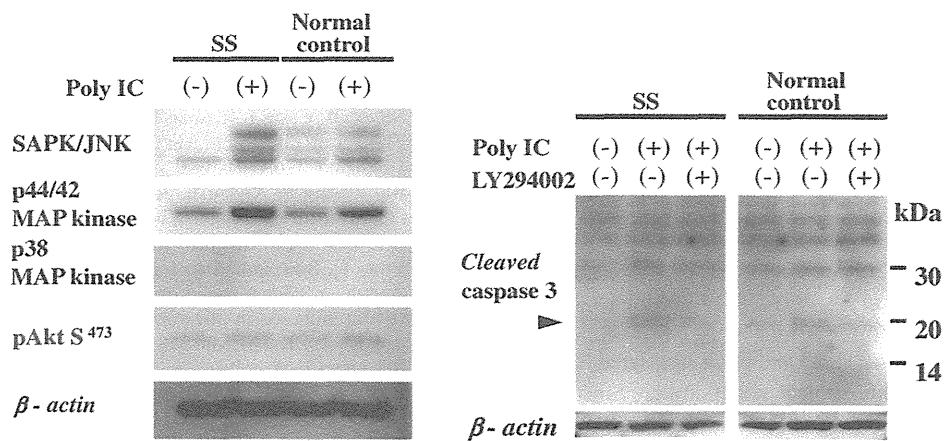 SS
Normal
control
Poly IC (-) (+) (-) (+)
SAPK/JNK
p44/42
MAP kinase
p38
MAP kinase
pAkt S 473
β - actin
SS
Normal
control
Poly IC (-) (+) (+) (-) (+) (+)
LY294002 (-) (-) (+) (-) (-) (+)
kDa
Cleaved
caspase 3
30
20
14
β - actin